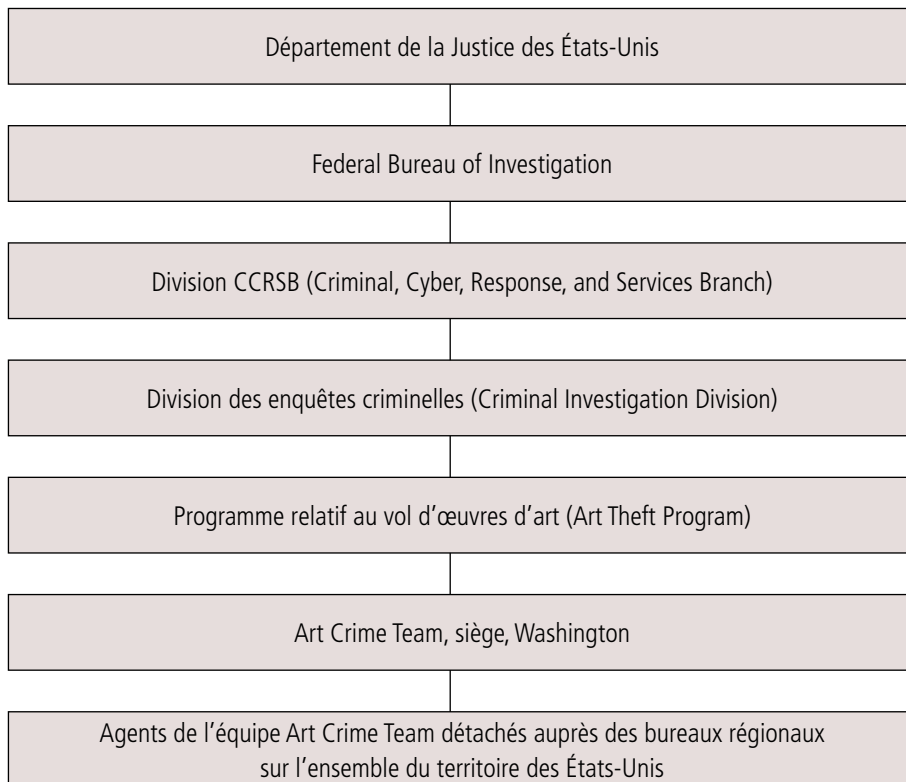 Département de la Justice des États-Unis
Federal Bureau of Investigation
Division CCRSB (Criminal, Cyber, Response, and Services Branch)
Division des enquêtes criminelles (Criminal Investigation Division)
Programme relatif au vol d’œuvres d’art (Art Theft Program)
Art Crime Team, siège, Washington
Agents de l’équipe Art Crime Team détachés auprès des bureaux régionaux
sur l’ensemble du territoire des États-Unis